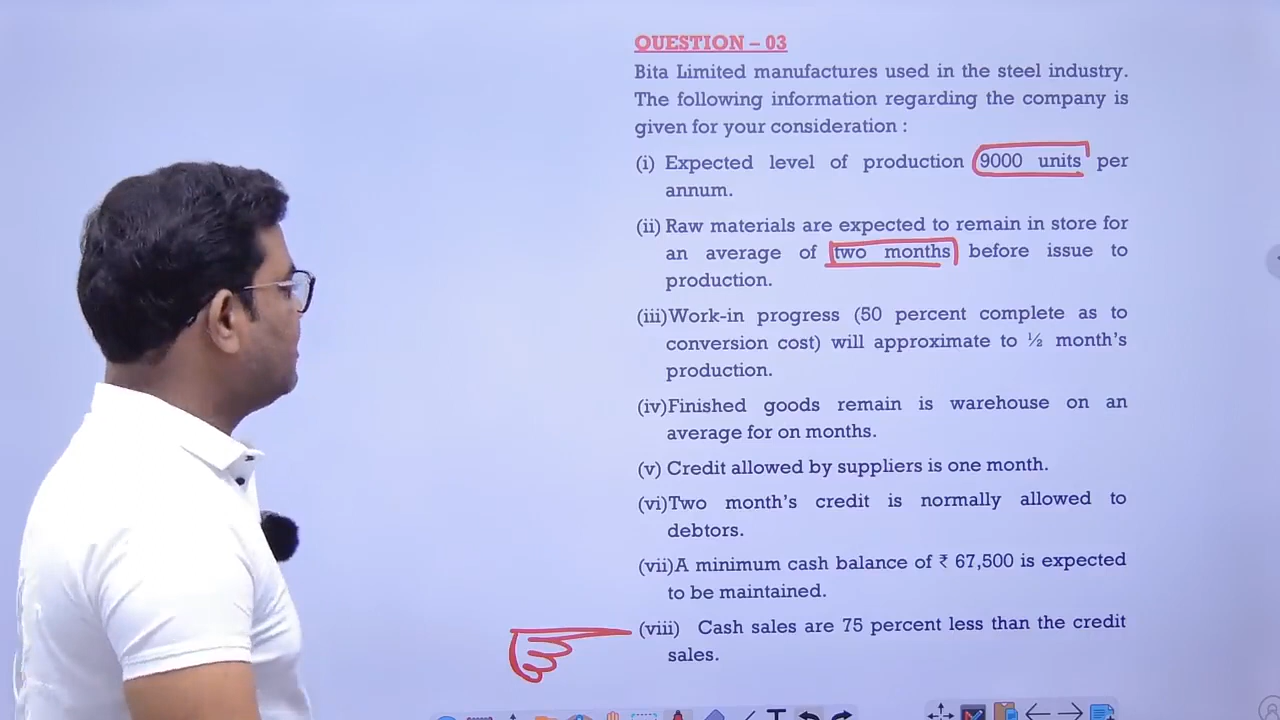 QUESTION – 03
Bita Limited manufactures used in the steel industry.
The following information regarding the company is
given for your consideration :
(i) Expected level of production 9000 units per
annum.
(ii) Raw materials are expected to remain in store for
an average of two months before issue to
production.
(iii)Work-in progress (50 percent complete as to
conversion cost) will approximate to ½ month’s
production.
(iv)Finished goods remain is warehouse on an
average for on months.
(v) Credit allowed by suppliers is one month.
(vi)Two month’s credit is normally allowed to
debtors.
(vii)A minimum cash balance of ₹ 67,500 is expected
to be maintained.
(viii) Cash sales are 75 percent less than the credit
sales.